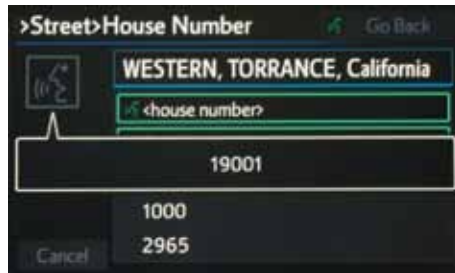 >Street>House Number
Go Back
WESTERN, TORRANCE, California
<house number>
19001
1000
2965
Cancel